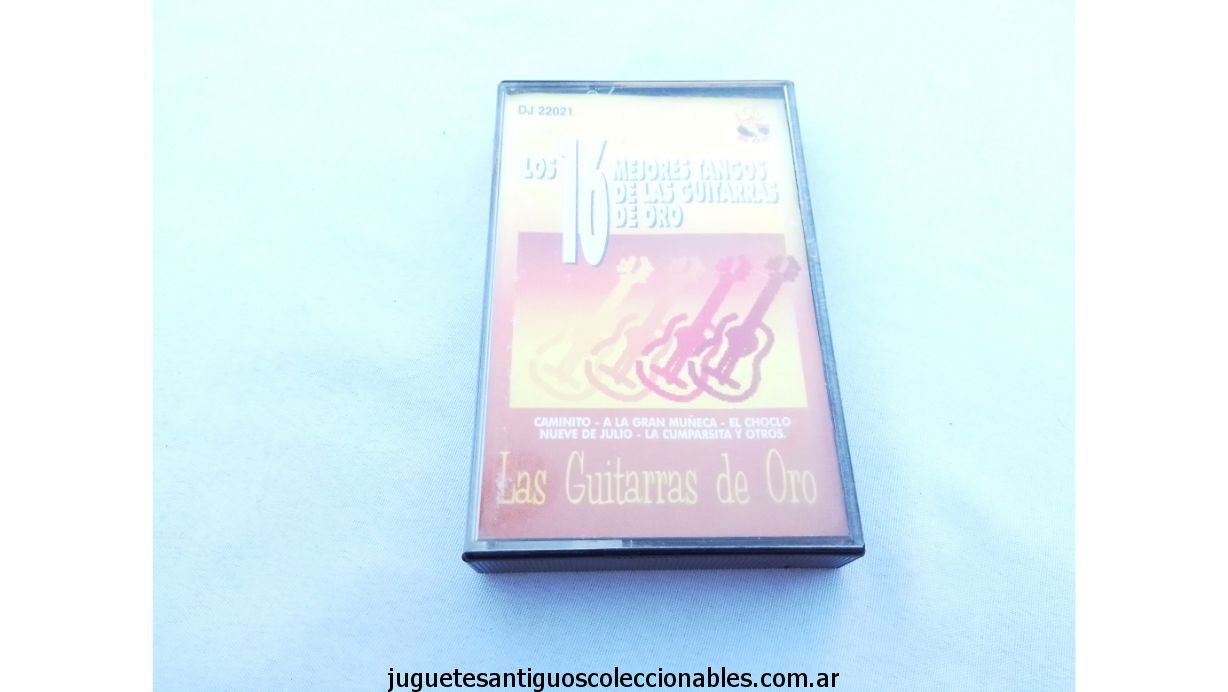 DJ 22021
LOS 16 MEJORES TANGOS
DE LAS GUITARRAS
DE ORO
CAMINITO - A LA GRAN MUÑECA - EL CHOCLO
NUEVE DE JULIO - LA CUMPARSITA Y OTROS.
Las Guitarras de Oro
juguetesantiguoscoleccionables.com.ar